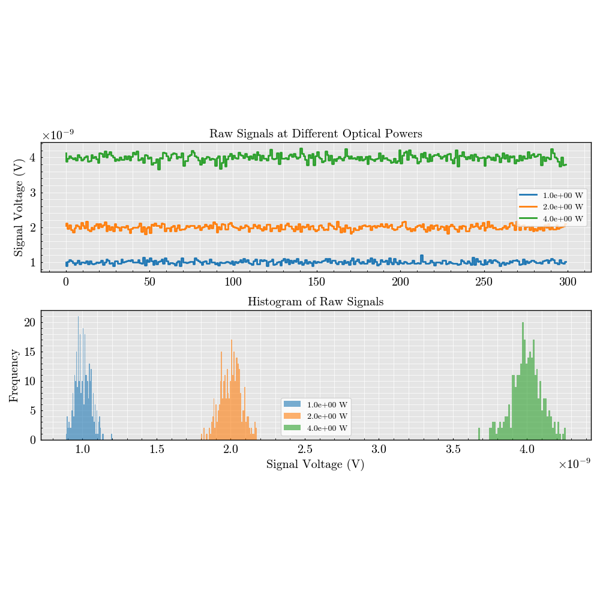 Raw Signals at Different Optical Powers
×10⁻⁹
Signal Voltage (V)
4
3
2
1
1.0e+00 W
2.0e+00 W
4.0e+00 W
0 50 100 150 200 250 300
Histogram of Raw Signals
Frequency
20
15
10
5
0
1.0e+00 W
2.0e+00 W
4.0e+00 W
1.0 1.5 2.0 2.5 3.0 3.5 4.0
Signal Voltage (V)
×10⁻⁹